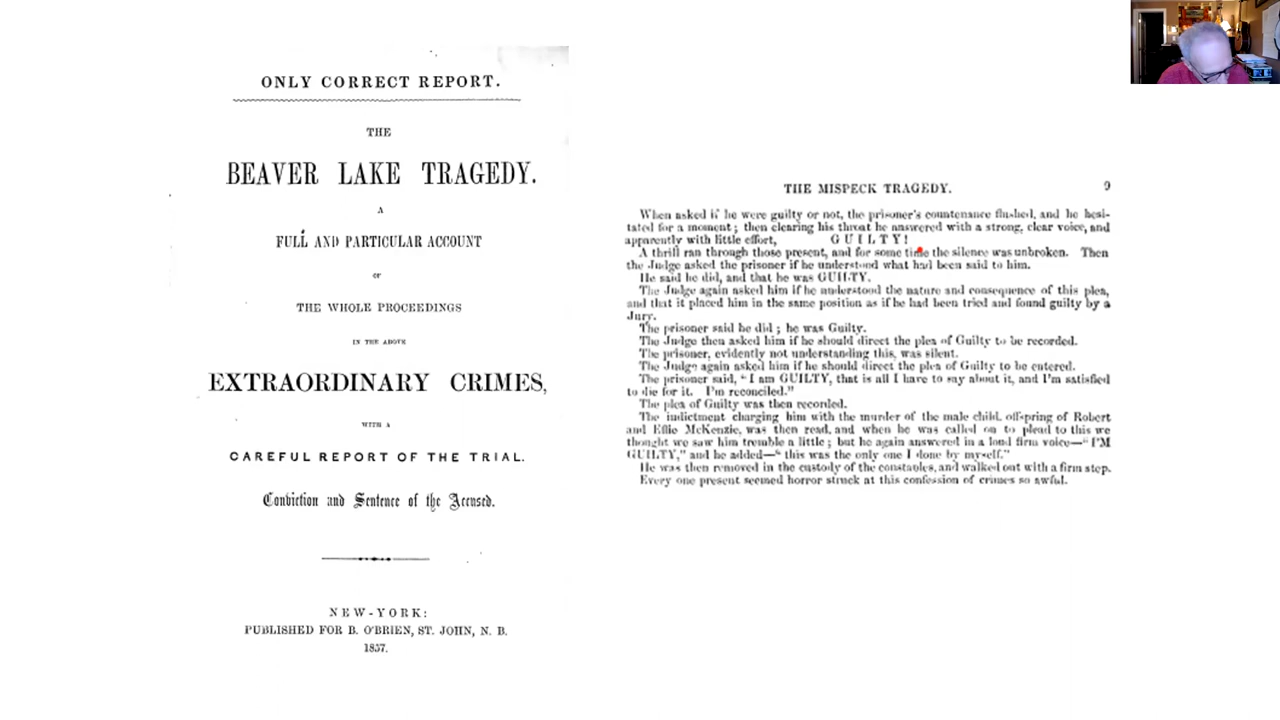 ONLY CORRECT REPORT.
THE
BEAVER LAKE TRAGEDY.
A
FULL AND PARTICULAR ACCOUNT
OF
THE WHOLE PROCEEDINGS
IN THE ABOVE
EXTRAORDINARY CRIMES,
WITH A
CAREFUL REPORT OF THE TRIAL.
Conviction and Sentence of the Accused.
NEW-YORK:
PUBLISHED FOR B. O'BRIEN, ST. JOHN, N. B.
1857.
THE MISPECK TRAGEDY. 9
When asked if he were guilty or not, the prisoner's countenance flushed, and he hesi-
tated for a moment; then clearing his throat he answered with a strong, clear voice, and
apparently with little effort, GUILTY!
A thrill ran through those present, and for some time the silence was unbroken. Then
the Judge asked the prisoner if he understood what had been said to him.
He said he did, and that he was GUILTY.
The Judge again asked him if he understood the nature and consequence of this plea,
and that it placed him in the same position as if he had been tried and found guilty by a
Jury.
The prisoner said he did; he was Guilty.
The Judge then asked him if he should direct the plea of Guilty to be recorded.
The prisoner, evidently not understanding this, was silent.
The Judge again asked him if he should direct the plea of Guilty to be entered.
The prisoner said, "I am GUILTY, that is all I have to say about it, and I'm satisfied
to die for it. I'm reconciled."
The plea of Guilty was then recorded.
The indictment charging him with the murder of the male child, offspring of Robert
and Effie McKenzie, was then read, and when he was called on to plead to this we
thought we saw him tremble a little; but he again answered in a loud firm voice—"I'M
GUILTY," and he added—"this was the only one I done by myself."
He was then removed in the custody of the constables, and walked out with a firm step.
Every one present seemed horror struck at this confession of crimes so awful.